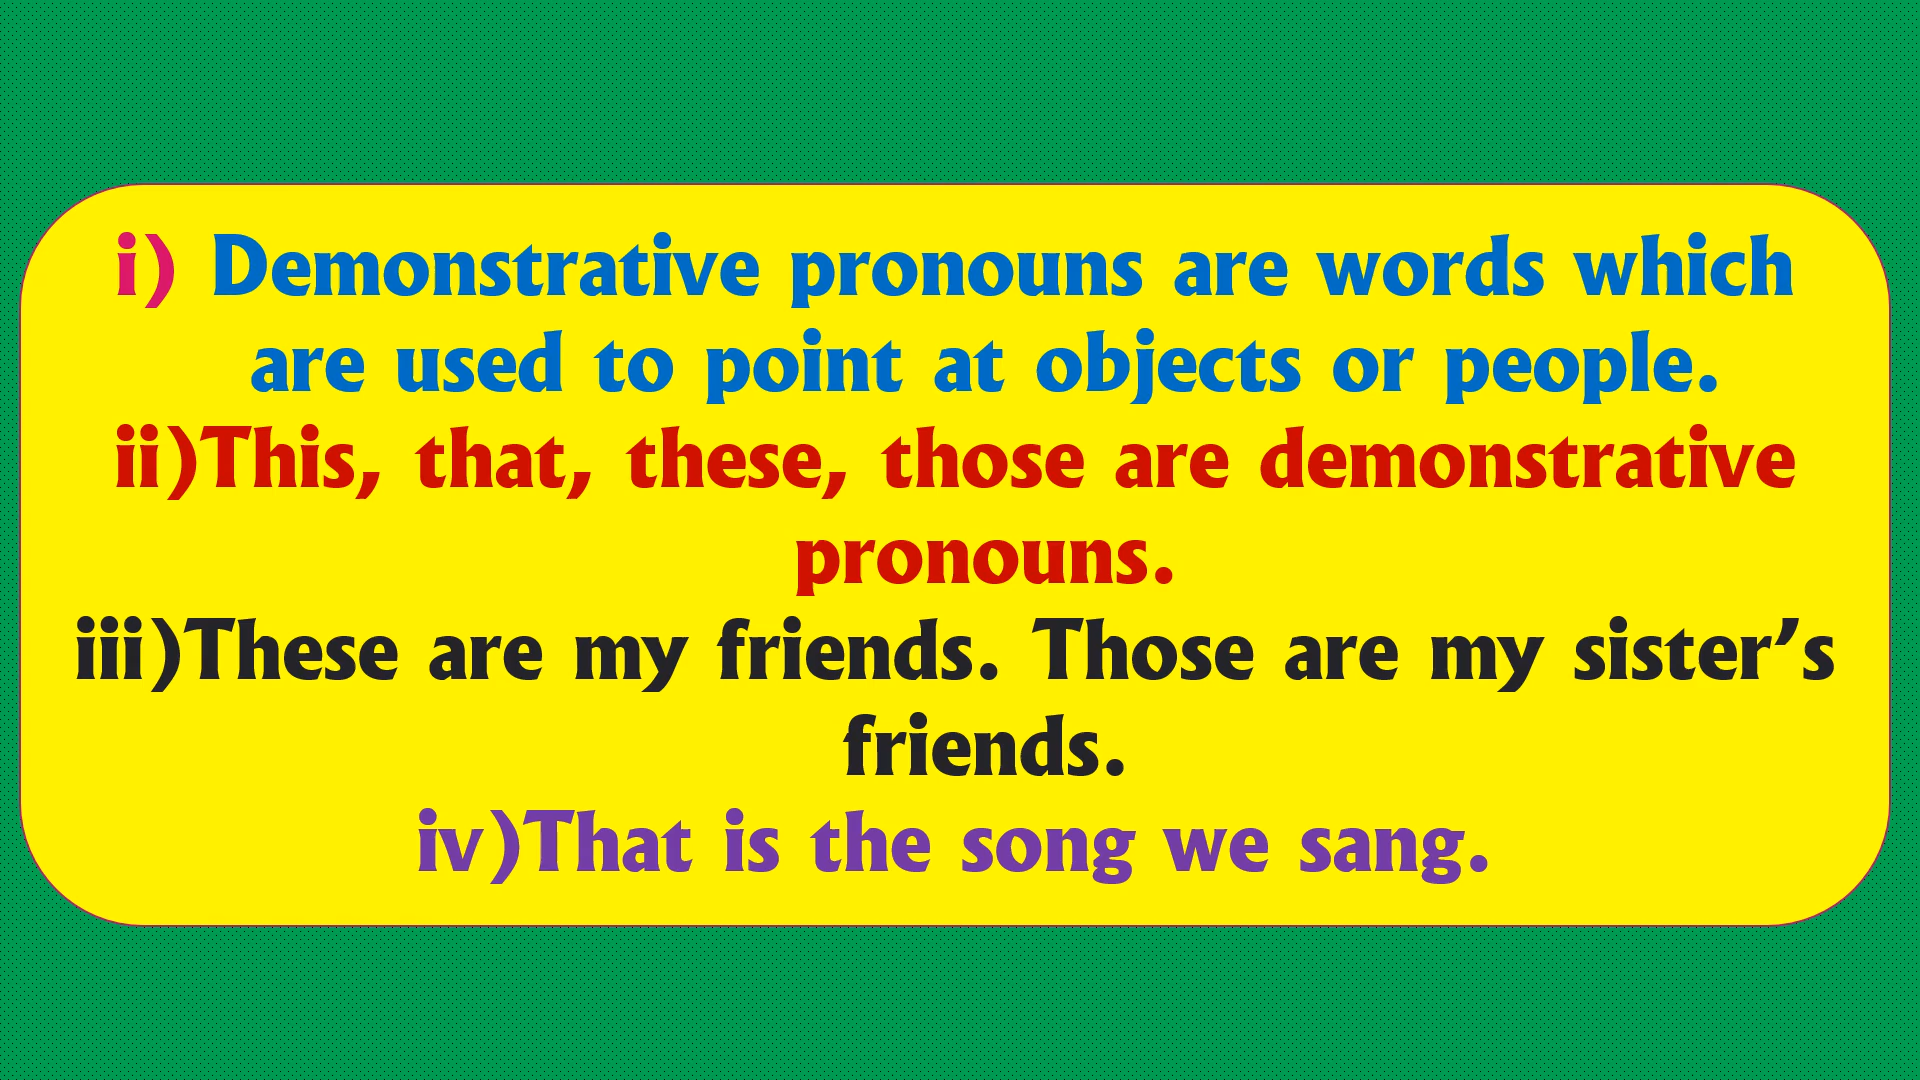 i) Demonstrative pronouns are words which
are used to point at objects or people.
ii)This, that, these, those are demonstrative
pronouns.
iii)These are my friends. Those are my sister’s
friends.
iv)That is the song we sang.